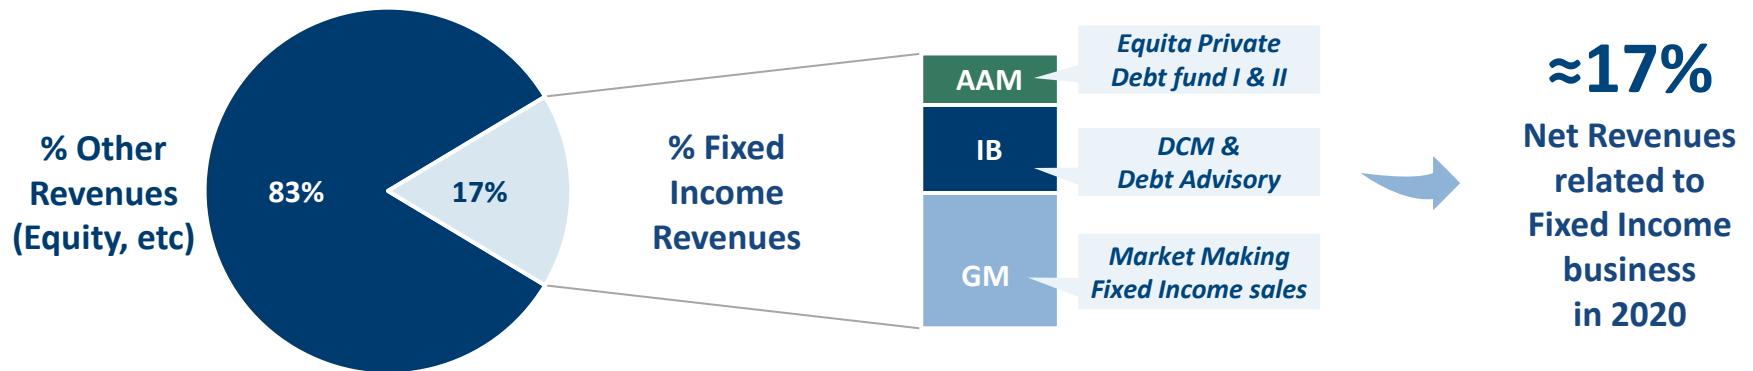 % Other
Revenues
(Equity, etc)
83%
17%
% Fixed
Income
Revenues
AAM
IB
GM
Equita Private
Debt fund I & II
DCM &
Debt Advisory
Market Making
Fixed Income sales
≈17%
Net Revenues
related to
Fixed Income
business
in 2020